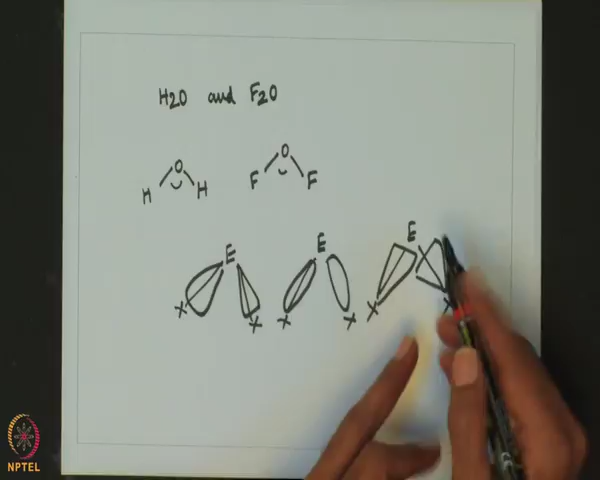 H2O and F2O
O O
H H F F
E E E
X X X X X X
NPTEL